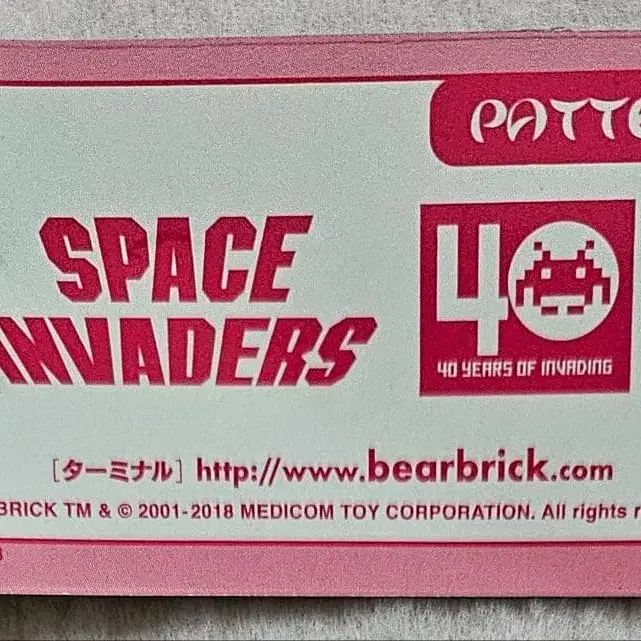 PATTE
SPACE
INVADERS
40
40 YEARS OF INVADING
[ターミナル] http://www.bearbrick.com
BRICK TM & © 2001-2018 MEDICOM TOY CORPORATION. All rights r